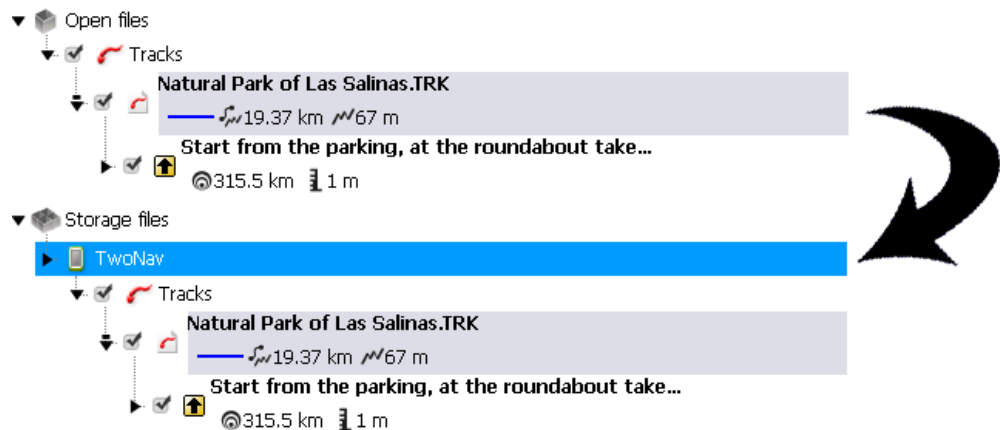 Open files
Tracks
Natural Park of Las Salinas.TRK
19.37 km 67 m
Start from the parking, at the roundabout take...
315.5 km 1 m
Storage files
TwoNav
Tracks
Natural Park of Las Salinas.TRK
19.37 km 67 m
Start from the parking, at the roundabout take...
315.5 km 1 m